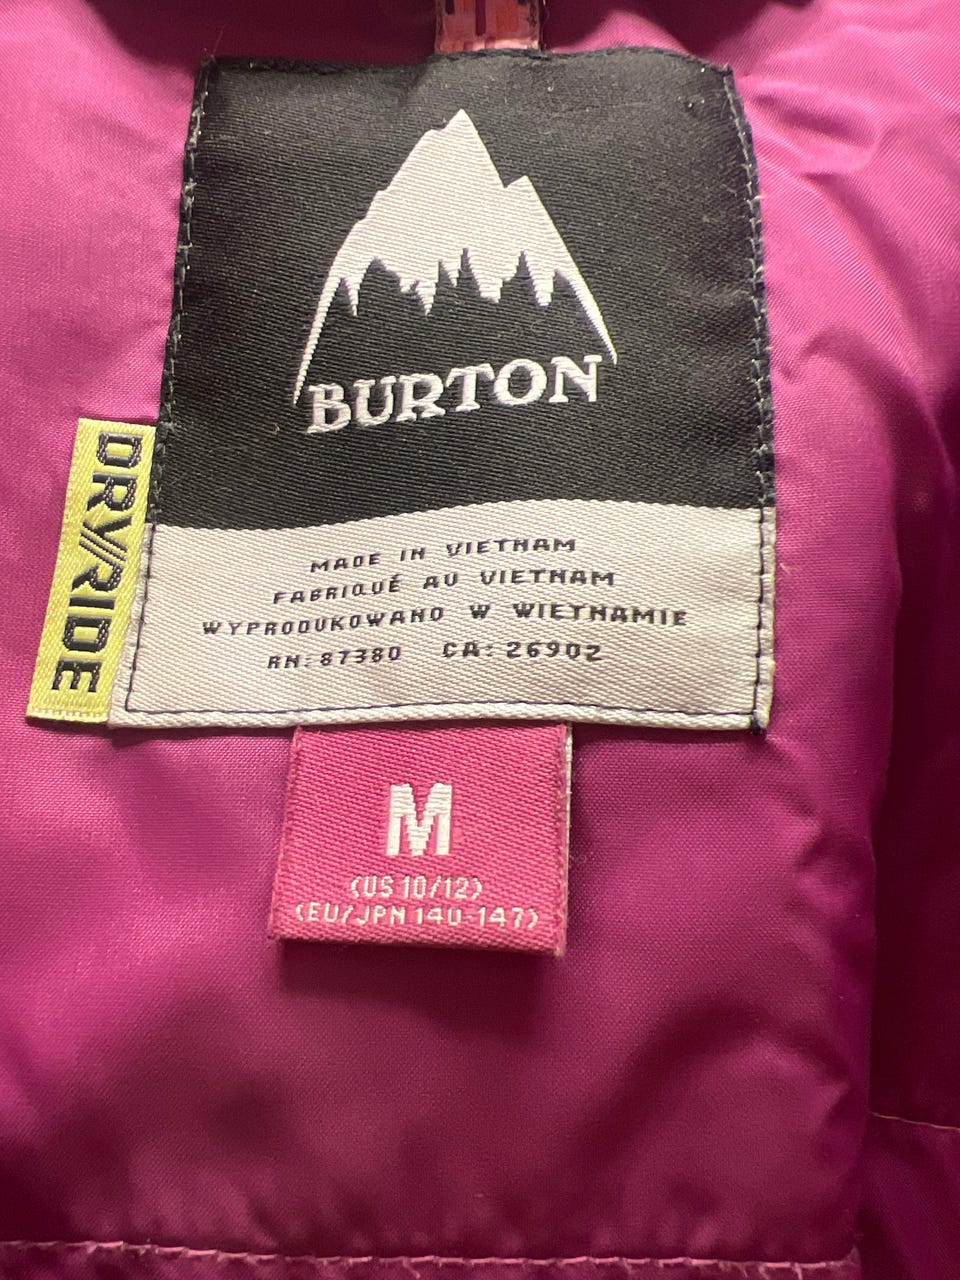 BURTON
DRY//RIDE
MADE IN VIETNAM
FABRIQUÉ AU VIETNAM
WYPRODUKOWANO W WIETNAMIE
RN: 87380 CA: 26902
M
(US 10/12)
(EU/JPN 140-147)